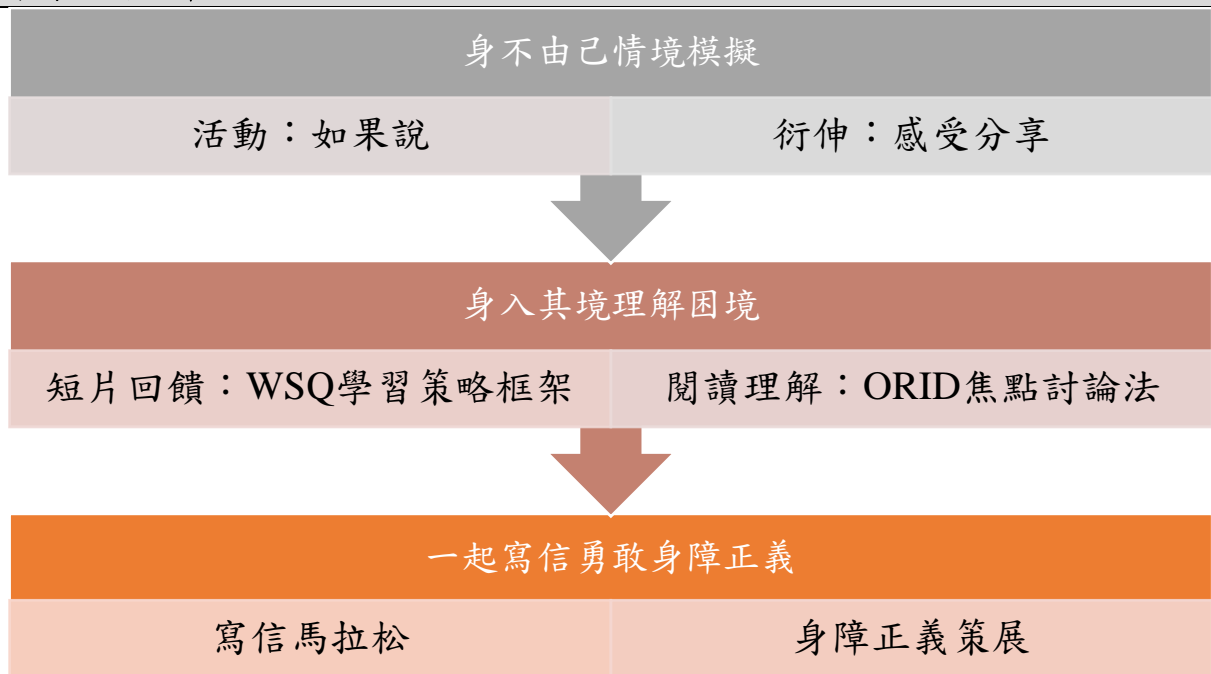 身不由己情境模擬
活動：如果說
衍伸：感受分享
身入其境理解困境
短片回饋：WSQ學習策略框架
閱讀理解：ORID焦點討論法
一起寫信勇敢身障正義
寫信馬拉松
身障正義策展